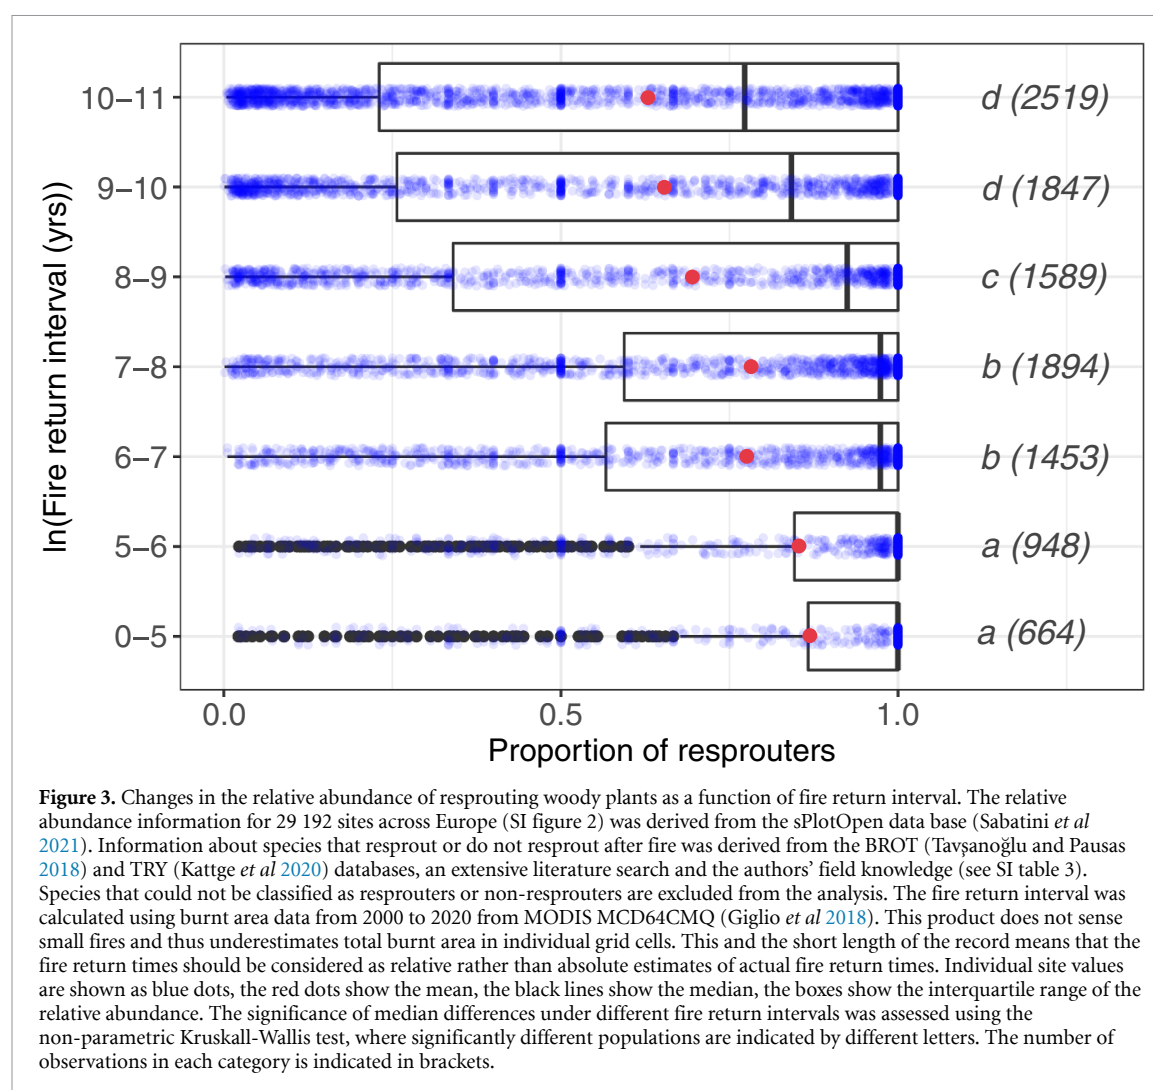 10−11
d (2519)
9−10
d (1847)
8−9
c (1589)
7−8
b (1894)
6−7
b (1453)
5−6
a (948)
0−5
a (664)
ln(Fire return interval (yrs))
0.0
0.5
1.0
Proportion of resprouters
Figure 3. Changes in the relative abundance of resprouting woody plants as a function of fire return interval. The relative
abundance information for 29 192 sites across Europe (SI figure 2) was derived from the sPlotOpen data base (Sabatini et al
2021). Information about species that resprout or do not resprout after fire was derived from the BROT (Tavşanoğlu and Pausas
2018) and TRY (Kattge et al 2020) databases, an extensive literature search and the authors’ field knowledge (see SI table 3).
Species that could not be classified as resprouters or non-resprouters are excluded from the analysis. The fire return interval was
calculated using burnt area data from 2000 to 2020 from MODIS MCD64CMQ (Giglio et al 2018). This product does not sense
small fires and thus underestimates total burnt area in individual grid cells. This and the short length of the record means that the
fire return times should be considered as relative rather than absolute estimates of actual fire return times. Individual site values
are shown as blue dots, the red dots show the mean, the black lines show the median, the boxes show the interquartile range of the
relative abundance. The significance of median differences under different fire return intervals was assessed using the
non-parametric Kruskall-Wallis test, where significantly different populations are indicated by different letters. The number of
observations in each category is indicated in brackets.